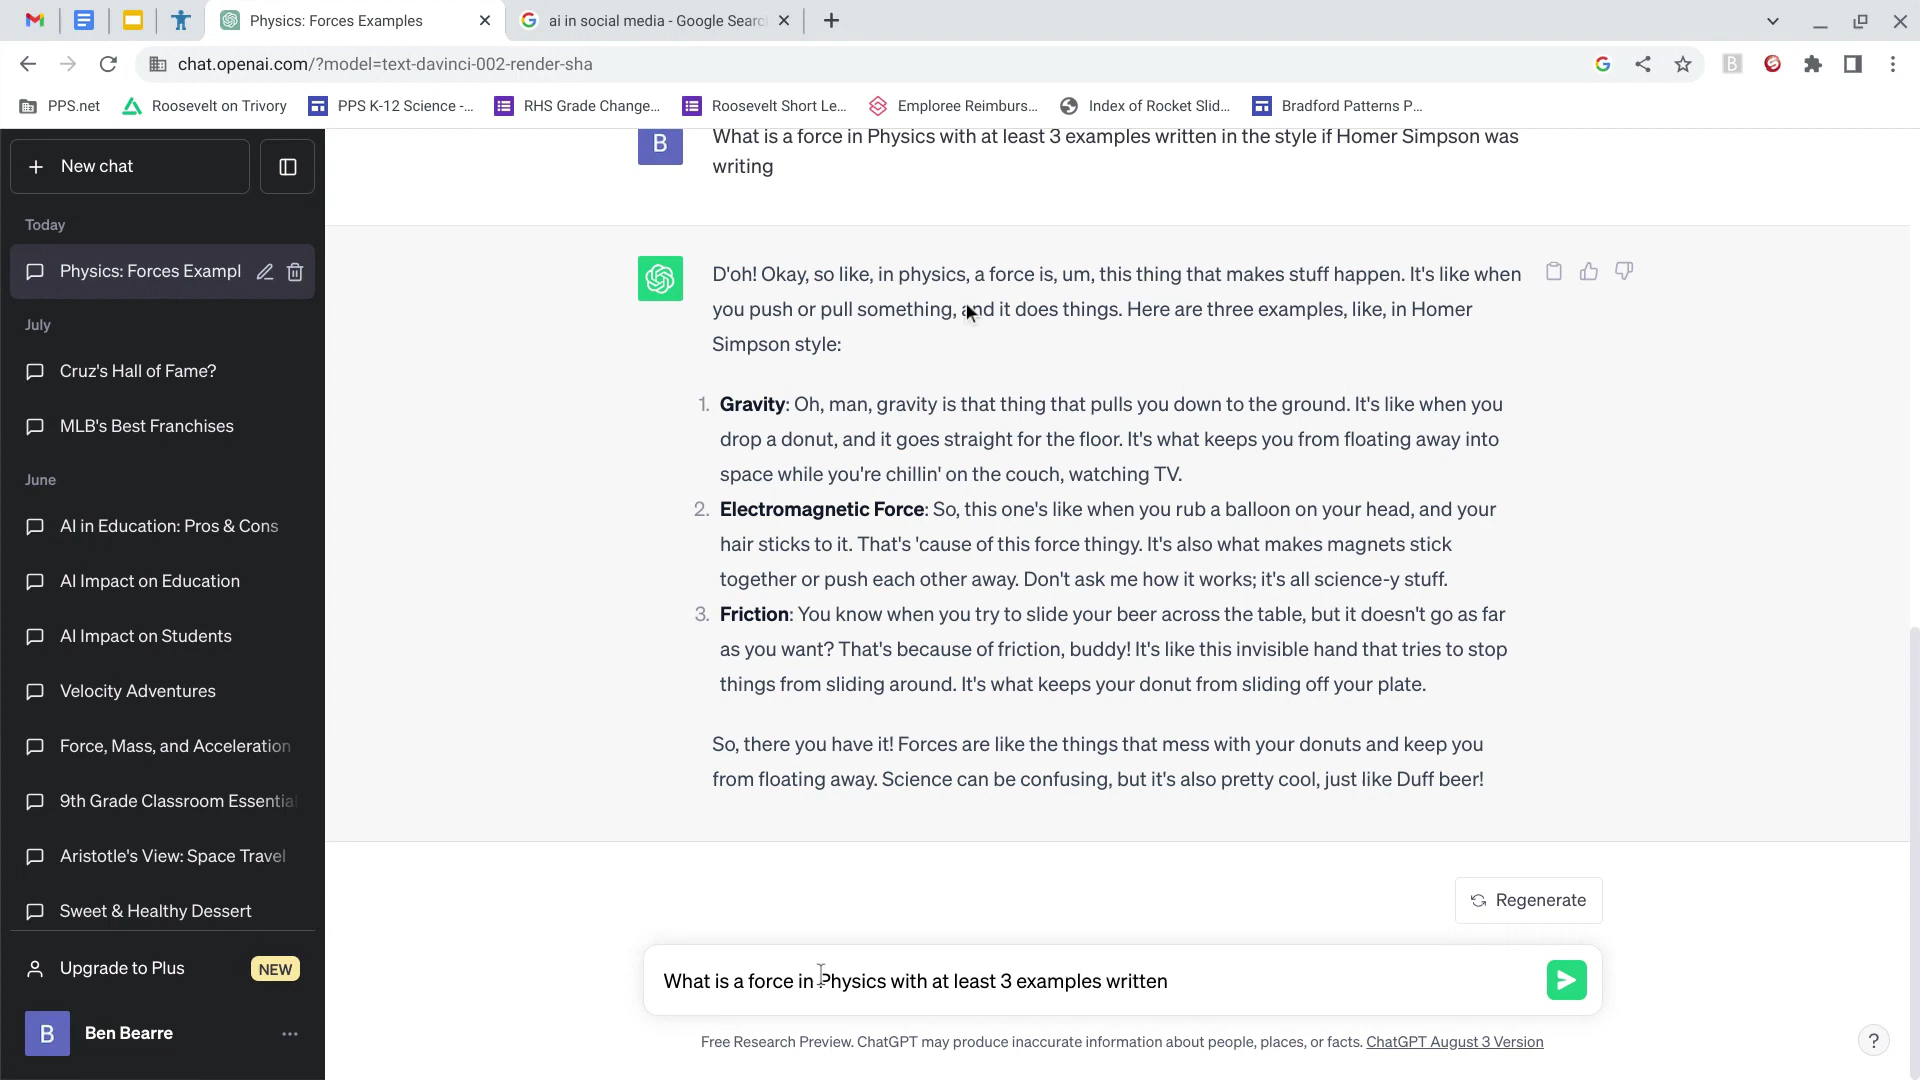 Physics: Forces Examples
ai in social media - Google Searc
chat.openai.com/?model=text-davinci-002-render-sha
PPS.net
Roosevelt on Trivory
PPS K-12 Science -...
RHS Grade Change...
Roosevelt Short Le...
Emploree Reimburs...
Index of Rocket Slid...
Bradford Patterns P...
New chat
Today
Physics: Forces Exampl
July
Cruz's Hall of Fame?
MLB's Best Franchises
June
AI in Education: Pros & Cons
AI Impact on Education
AI Impact on Students
Velocity Adventures
Force, Mass, and Acceleration
9th Grade Classroom Essential
Aristotle's View: Space Travel
Sweet & Healthy Dessert
Upgrade to Plus
NEW
B
Ben Bearre
B
What is a force in Physics with at least 3 examples written in the style if Homer Simpson was
writing
D'oh! Okay, so like, in physics, a force is, um, this thing that makes stuff happen. It's like when
you push or pull something, and it does things. Here are three examples, like, in Homer
Simpson style:
1. Gravity: Oh, man, gravity is that thing that pulls you down to the ground. It's like when you
drop a donut, and it goes straight for the floor. It's what keeps you from floating away into
space while you're chillin' on the couch, watching TV.
2. Electromagnetic Force: So, this one's like when you rub a balloon on your head, and your
hair sticks to it. That's 'cause of this force thingy. It's also what makes magnets stick
together or push each other away. Don't ask me how it works; it's all science-y stuff.
3. Friction: You know when you try to slide your beer across the table, but it doesn't go as far
as you want? That's because of friction, buddy! It's like this invisible hand that tries to stop
things from sliding around. It's what keeps your donut from sliding off your plate.
So, there you have it! Forces are like the things that mess with your donuts and keep you
from floating away. Science can be confusing, but it's also pretty cool, just like Duff beer!
Regenerate
What is a force in Physics with at least 3 examples written
Free Research Preview. ChatGPT may produce inaccurate information about people, places, or facts. ChatGPT August 3 Version
?